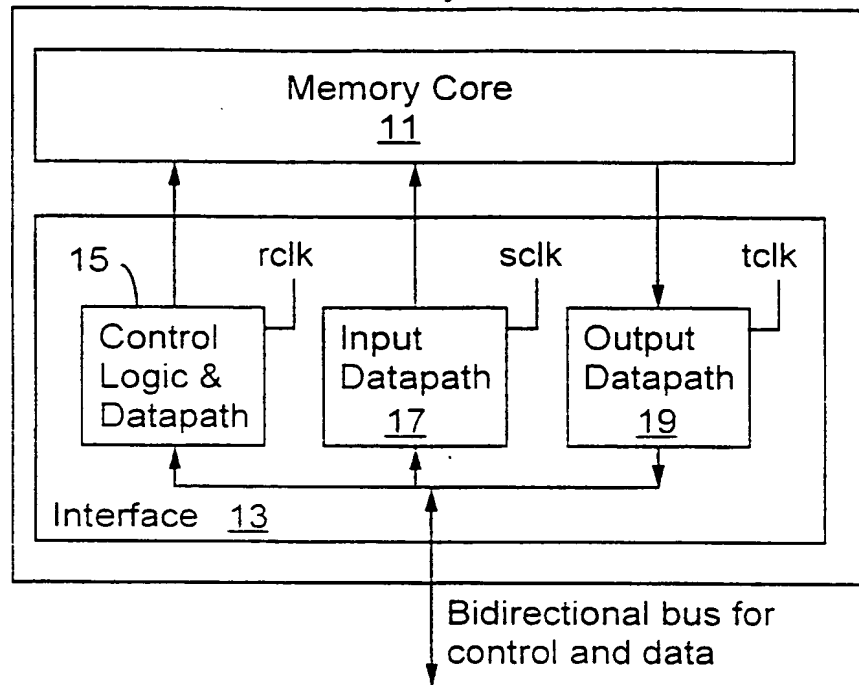 Memory Core
11
15
rclk
sclk
tclk
Control
Logic &
Datapath
Input
Datapath
17
Output
Datapath
19
Interface 13
Bidirectional bus for
control and data